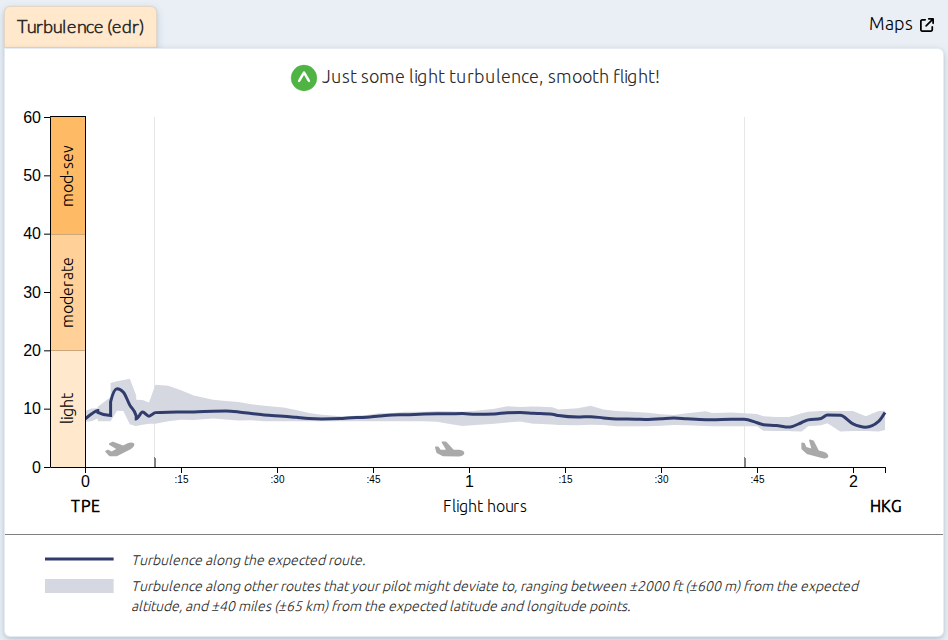 Turbulence (edr)
Maps
Just some light turbulence, smooth flight!
60
50
40
30
20
10
0
mod-sev
moderate
light
0
:15
:30
:45
1
:15
:30
:45
2
TPE
Flight hours
HKG
Turbulence along the expected route.
Turbulence along other routes that your pilot might deviate to, ranging between ±2000 ft (±600 m) from the expected
altitude, and ±40 miles (±65 km) from the expected latitude and longitude points.